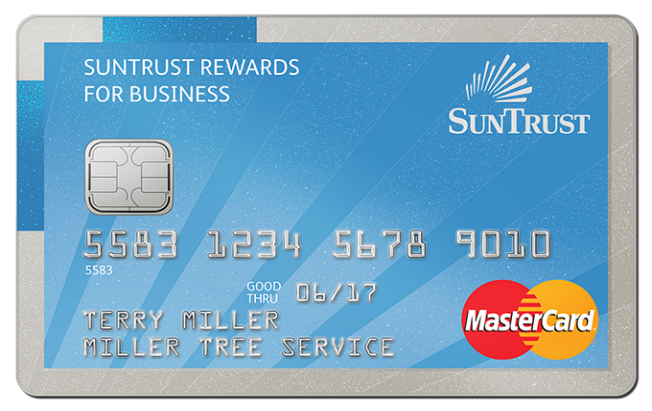 SUNTRUST REWARDS
FOR BUSINESS
SUNTRUST
5583 1234 5678 9010
5583
GOOD
THRU 06/17
TERRY MILLER
MILLER TREE SERVICE
MasterCard